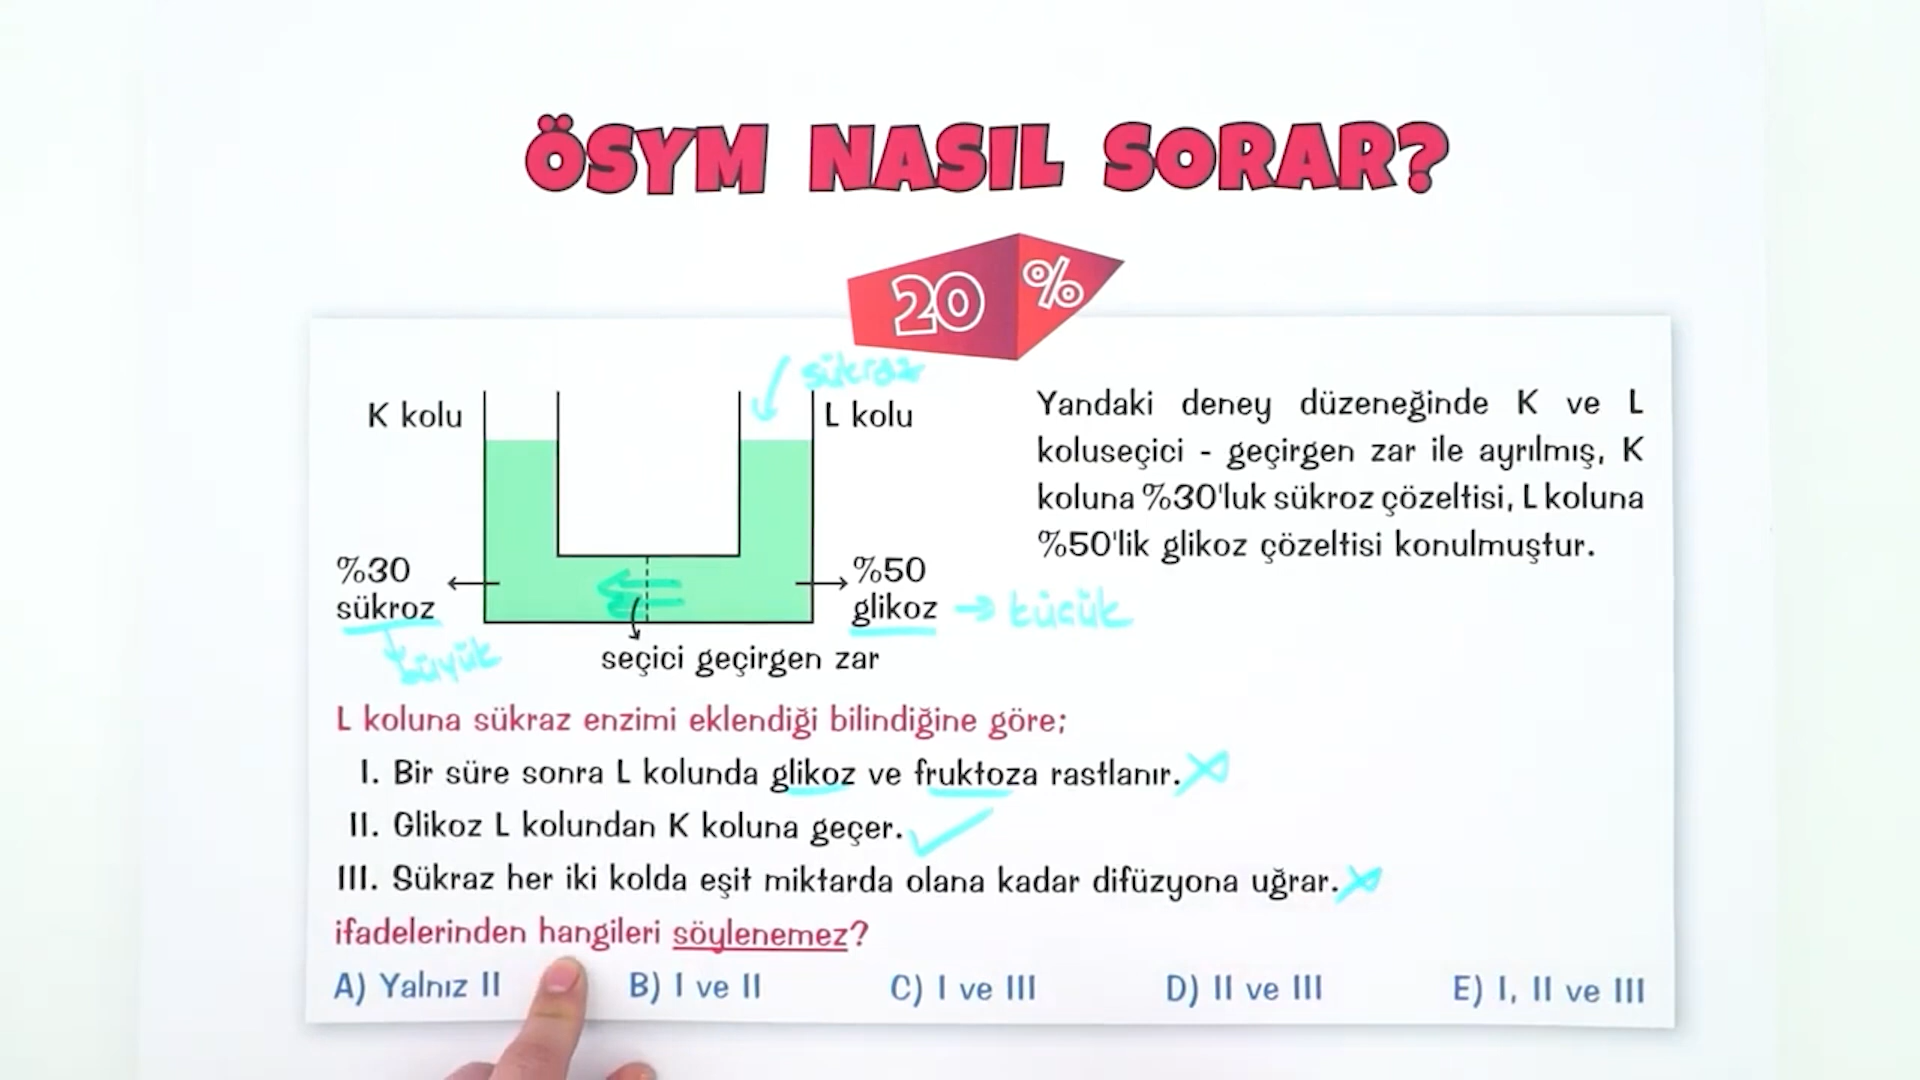 ÖSYM NASIL SORAR?
20 %
sükraz
K kolu
L kolu
Yandaki deney düzeneğinde K ve L
koluseçici - geçirgen zar ile ayrılmış, K
koluna %30'luk sükroz çözeltisi, L koluna
%50'lik glikoz çözeltisi konulmuştur.
%30
sükroz
%50
glikoz
küçük
büyük
seçici geçirgen zar
L koluna sükraz enzimi eklendiği bilindiğine göre;
I. Bir süre sonra L kolunda glikoz ve fruktoza rastlanır.
II. Glikoz L kolundan K koluna geçer.
III. Sükraz her iki kolda eşit miktarda olana kadar difüzyona uğrar.
ifadelerinden hangileri söylenemez?
A) Yalnız II B) I ve II C) I ve III D) II ve III E) I, II ve III